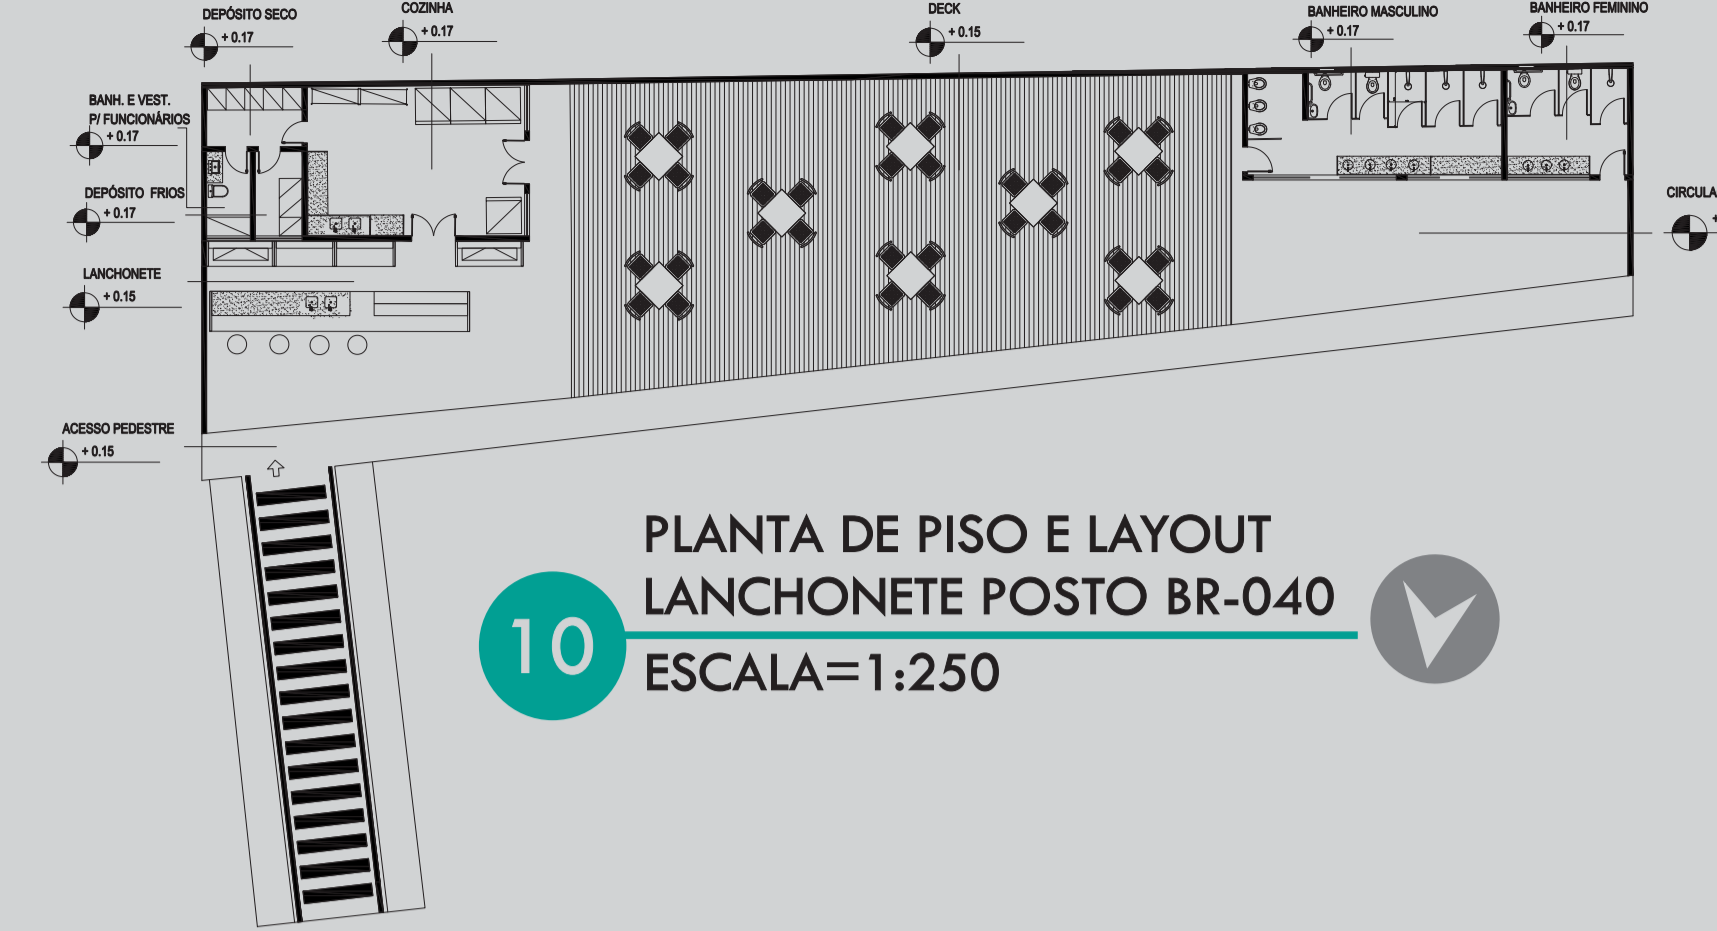 DEPÓSITO SECO
+ 0.17
COZINHA
+ 0.17
DECK
+ 0.15
BANHEIRO MASCULINO
+ 0.17
BANHEIRO FEMININO
+ 0.17
BANH. E VEST.
P/ FUNCIONÁRIOS
+ 0.17
DEPÓSITO FRIOS
+ 0.17
CIRCULA
+
LANCHONETE
+ 0.15
ACESSO PEDESTRE
+ 0.15
10
PLANTA DE PISO E LAYOUT
LANCHONETE POSTO BR-040
ESCALA=1:250